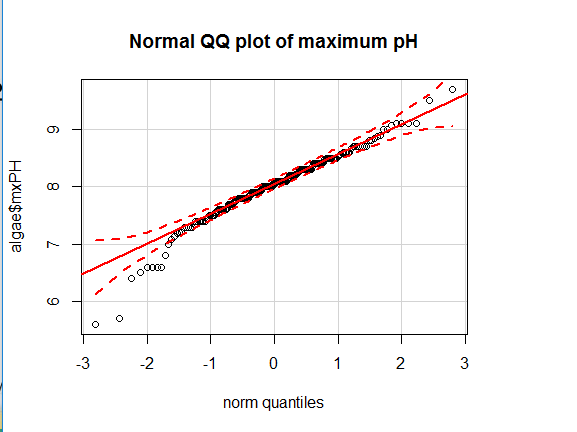 Normal QQ plot of maximum pH
algae$mxPH
9
8
7
6
-3 -2 -1 0 1 2 3
norm quantiles